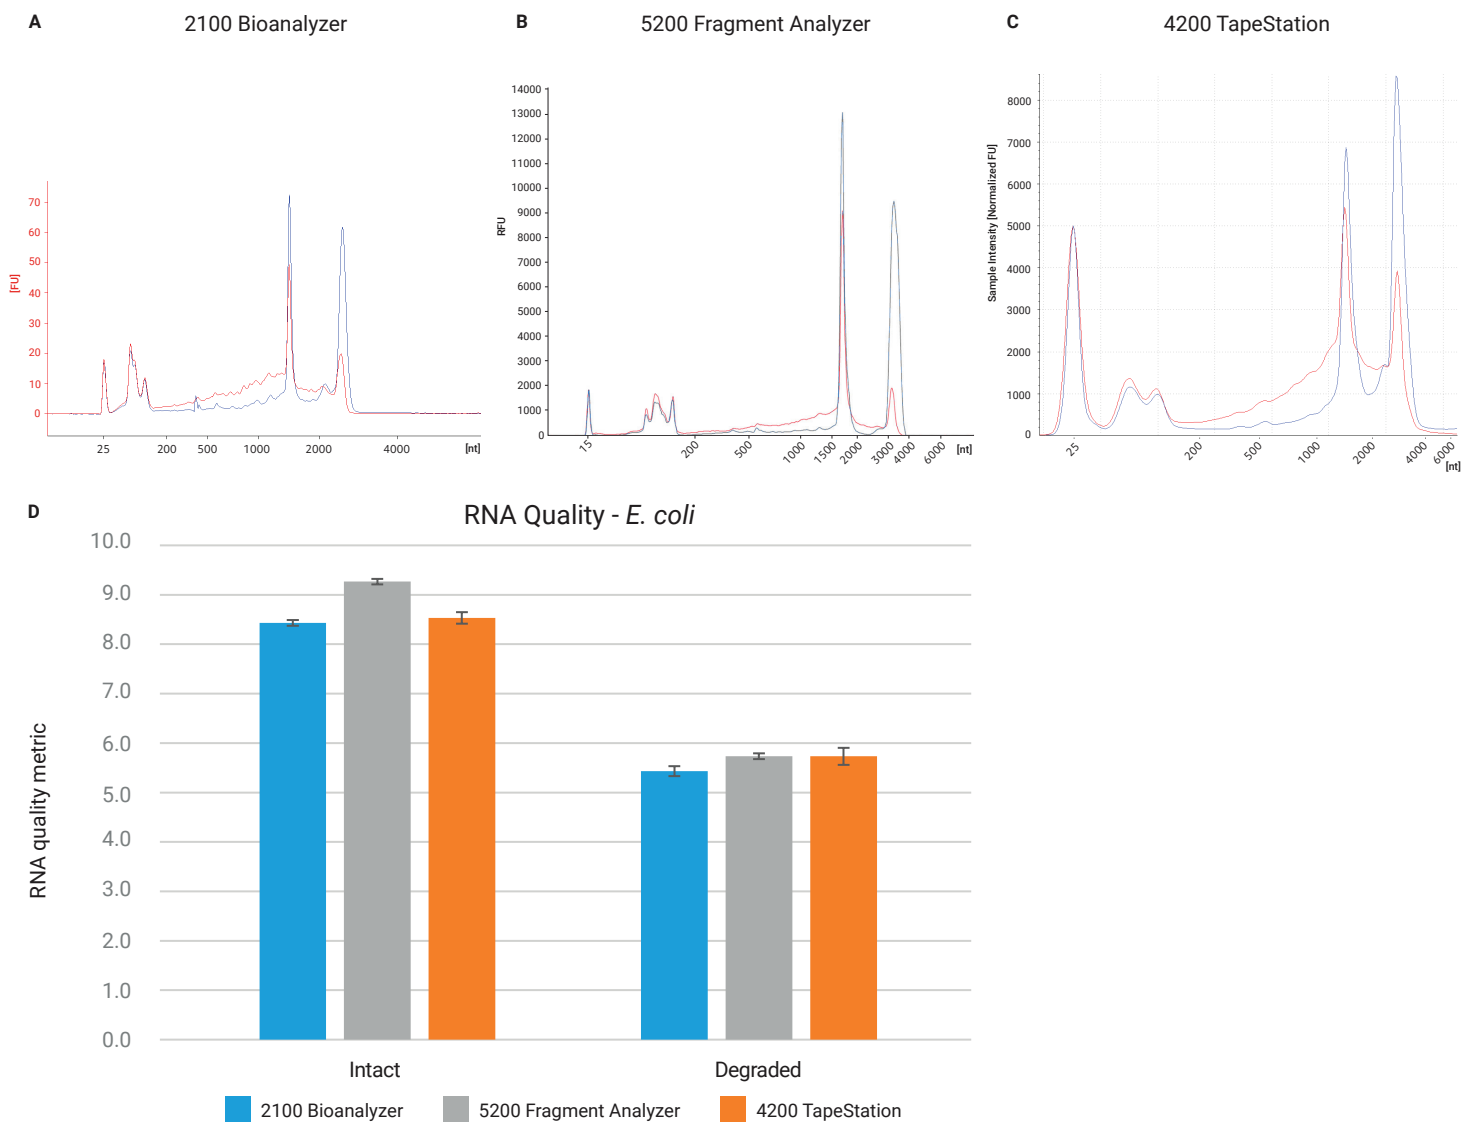 A
2100 Bioanalyzer
[FU]
70
60
50
40
30
20
10
0
25 200 500 1000 2000 4000 [nt]
B
5200 Fragment Analyzer
RFU
14000
13000
12000
11000
10000
9000
8000
7000
6000
5000
4000
3000
2000
1000
0
15 200 500 1000 1500 2000 3000 4000 6000 [nt]
C
4200 TapeStation
Sample Intensity [Normalized FU]
8000
7000
6000
5000
4000
3000
2000
1000
0
25 200 500 1000 2000 4000 6000
[nt]
D
RNA Quality - E. coli
RNA quality metric
10.0
9.0
8.0
7.0
6.0
5.0
4.0
3.0
2.0
1.0
0.0
Intact Degraded
2100 Bioanalyzer 5200 Fragment Analyzer 4200 TapeStation